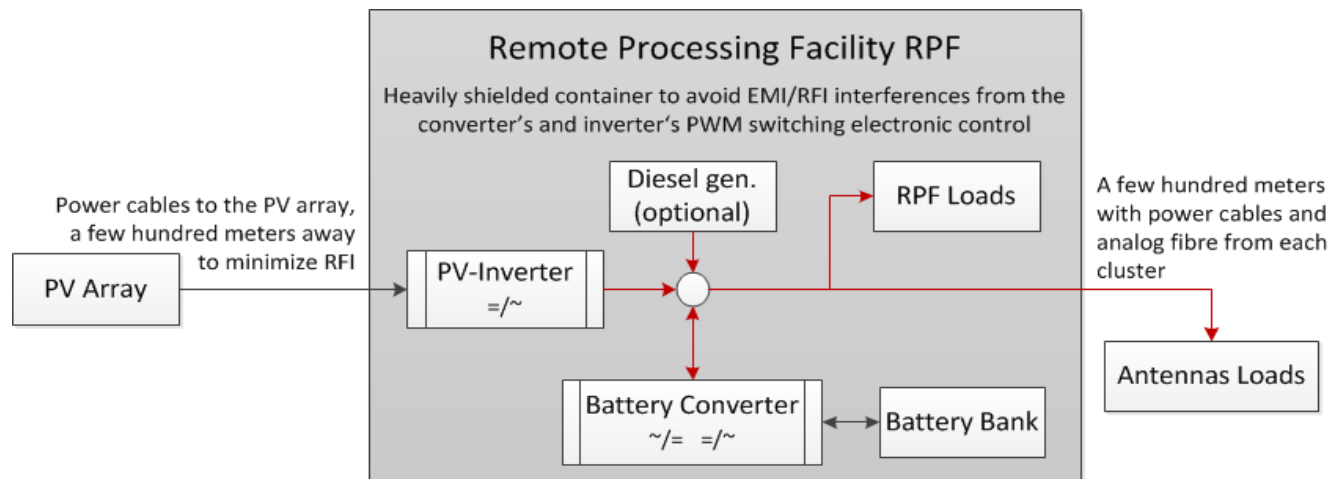 Remote Processing Facility RPF
Heavily shielded container to avoid EMI/RFI interferences from the
converter's and inverter‘s PWM switching electronic control
Power cables to the PV array,
a few hundred meters away
to minimize RFI
PV Array
PV-Inverter
=/~
Diesel gen.
(optional)
RPF Loads
Battery Converter
~/= =/~
Battery Bank
A few hundred meters
with power cables and
analog fibre from each
cluster
Antennas Loads